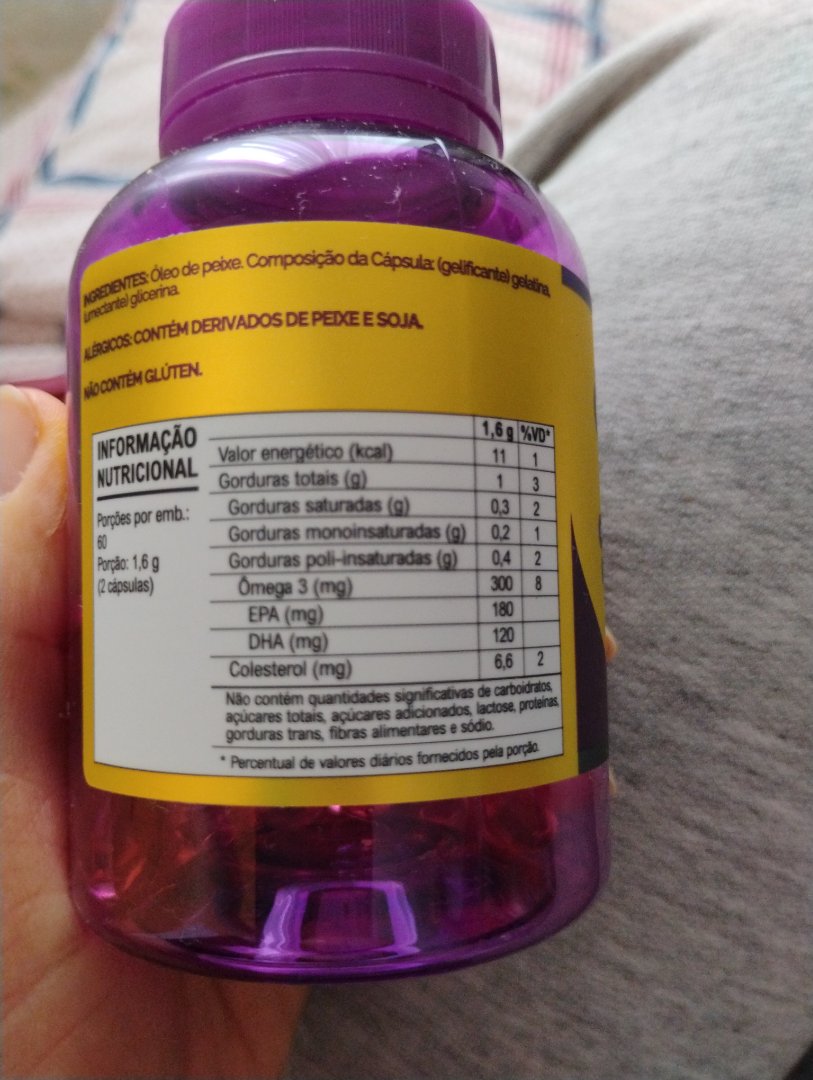 INGREDIENTES: Óleo de peixe. Composição da Cápsula: (gelificante) gelatina,
(umectante) glicerina.
ALÉRGICOS: CONTÉM DERIVADOS DE PEIXE E SOJA.
NÃO CONTÉM GLÚTEN.
INFORMAÇÃO
NUTRICIONAL
Porções por emb.:
60
Porção: 1,6 g
(2 cápsulas)
1,6 g %VD*
Valor energético (kcal) 11 1
Gorduras totais (g) 1 3
Gorduras saturadas (g) 0,3 2
Gorduras monoinsaturadas (g) 0,2 1
Gorduras poli-insaturadas (g) 0,4 2
Ômega 3 (mg) 300 8
EPA (mg) 180
DHA (mg) 120
Colesterol (mg) 6,6 2
Não contém quantidades significativas de carboidratos,
açúcares totais, açúcares adicionados, lactose, proteínas,
gorduras trans, fibras alimentares e sódio.
* Percentual de valores diários fornecidos pela porção.